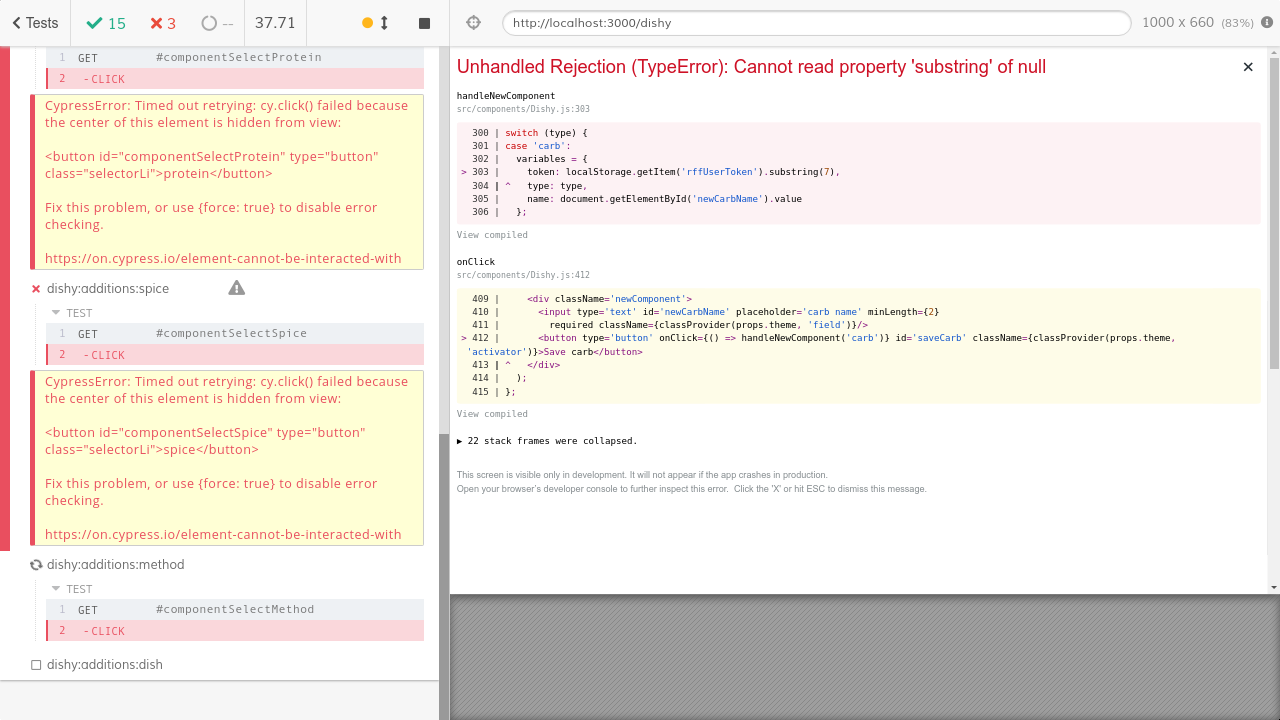 Tests
15
3
--
37.71
http://localhost:3000/dishy
1000 x 660 (83%)
1 GET #componentSelectProtein
2 -CLICK
CypressError: Timed out retrying: cy.click() failed because
the center of this element is hidden from view:
<button id="componentSelectProtein" type="button"
class="selectorLi">protein</button>
Fix this problem, or use {force: true} to disable error
checking.
https://on.cypress.io/element-cannot-be-interacted-with
dishy:additions:spice
TEST
1 GET #componentSelectSpice
2 -CLICK
CypressError: Timed out retrying: cy.click() failed because
the center of this element is hidden from view:
<button id="componentSelectSpice" type="button"
class="selectorLi">spice</button>
Fix this problem, or use {force: true} to disable error
checking.
https://on.cypress.io/element-cannot-be-interacted-with
dishy:additions:method
TEST
1 GET #componentSelectMethod
2 -CLICK
dishy:additions:dish
Unhandled Rejection (TypeError): Cannot read property 'substring' of null
handleNewComponent
src/components/Dishy.js:303
300 | switch (type) {
301 | case 'carb':
302 |   variables = {
> 303 |     token: localStorage.getItem('rffUserToken').substring(7),
304 | ^   type: type,
305 |     name: document.getElementById('newCarbName').value
306 |   };
View compiled
onClick
src/components/Dishy.js:412
409 |     <div className='newComponent'>
410 |       <input type='text' id='newCarbName' placeholder='carb name' minLength={2}
411 |         required className={classProvider(props.theme, 'field')}/>
> 412 |       <button type='button' onClick={() => handleNewComponent('carb')} id='saveCarb' className={classProvider(props.theme,
'activator')}>Save carb</button>
413 | ^   </div>
414 |   );
415 | };
View compiled
▶ 22 stack frames were collapsed.
This screen is visible only in development. It will not appear if the app crashes in production.
Open your browser's developer console to further inspect this error. Click the 'X' or hit ESC to dismiss this message.